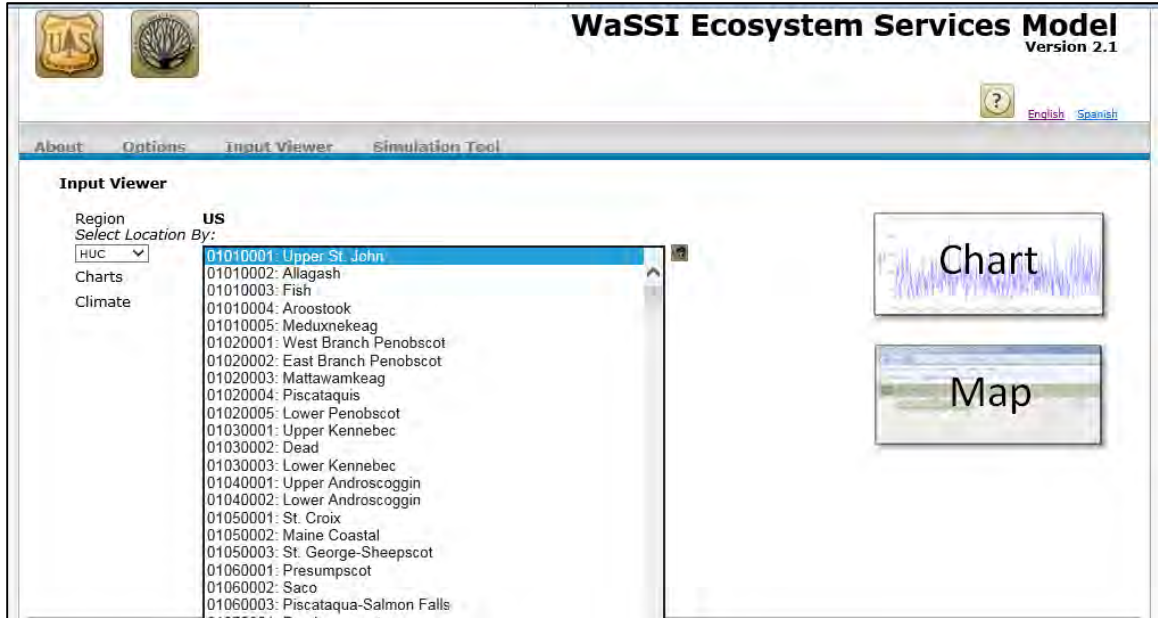 UAS
WaSSI Ecosystem Services Model
Version 2.1
?
English Spanish
About Options Input Viewer Simulation Tool
Input Viewer
Region US
Select Location By:
HUC
01010001: Upper St. John
01010002: Allagash
Charts
01010003: Fish
Climate
01010004: Aroostook
01010005: Meduxnekeag
01020001: West Branch Penobscot
01020002: East Branch Penobscot
01020003: Mattawamkeag
01020004: Piscataquis
01020005: Lower Penobscot
01030001: Upper Kennebec
01030002: Dead
01030003: Lower Kennebec
01040001: Upper Androscoggin
01040002: Lower Androscoggin
01050001: St. Croix
01050002: Maine Coastal
01050003: St. George-Sheepscot
01060001: Presumpscot
01060002: Saco
01060003: Piscataqua-Salmon Falls
Chart
Map